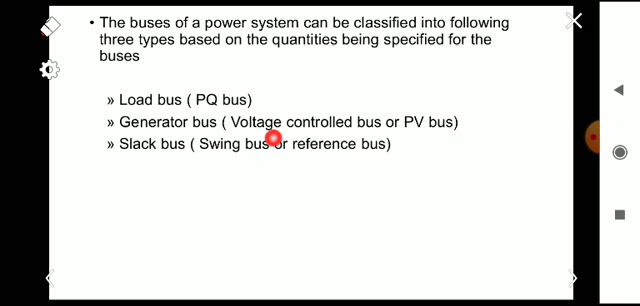 • The buses of a power system can be classified into following
three types based on the quantities being specified for the
buses
» Load bus ( PQ bus)
» Generator bus ( Voltage controlled bus or PV bus)
» Slack bus ( Swing bus or reference bus)